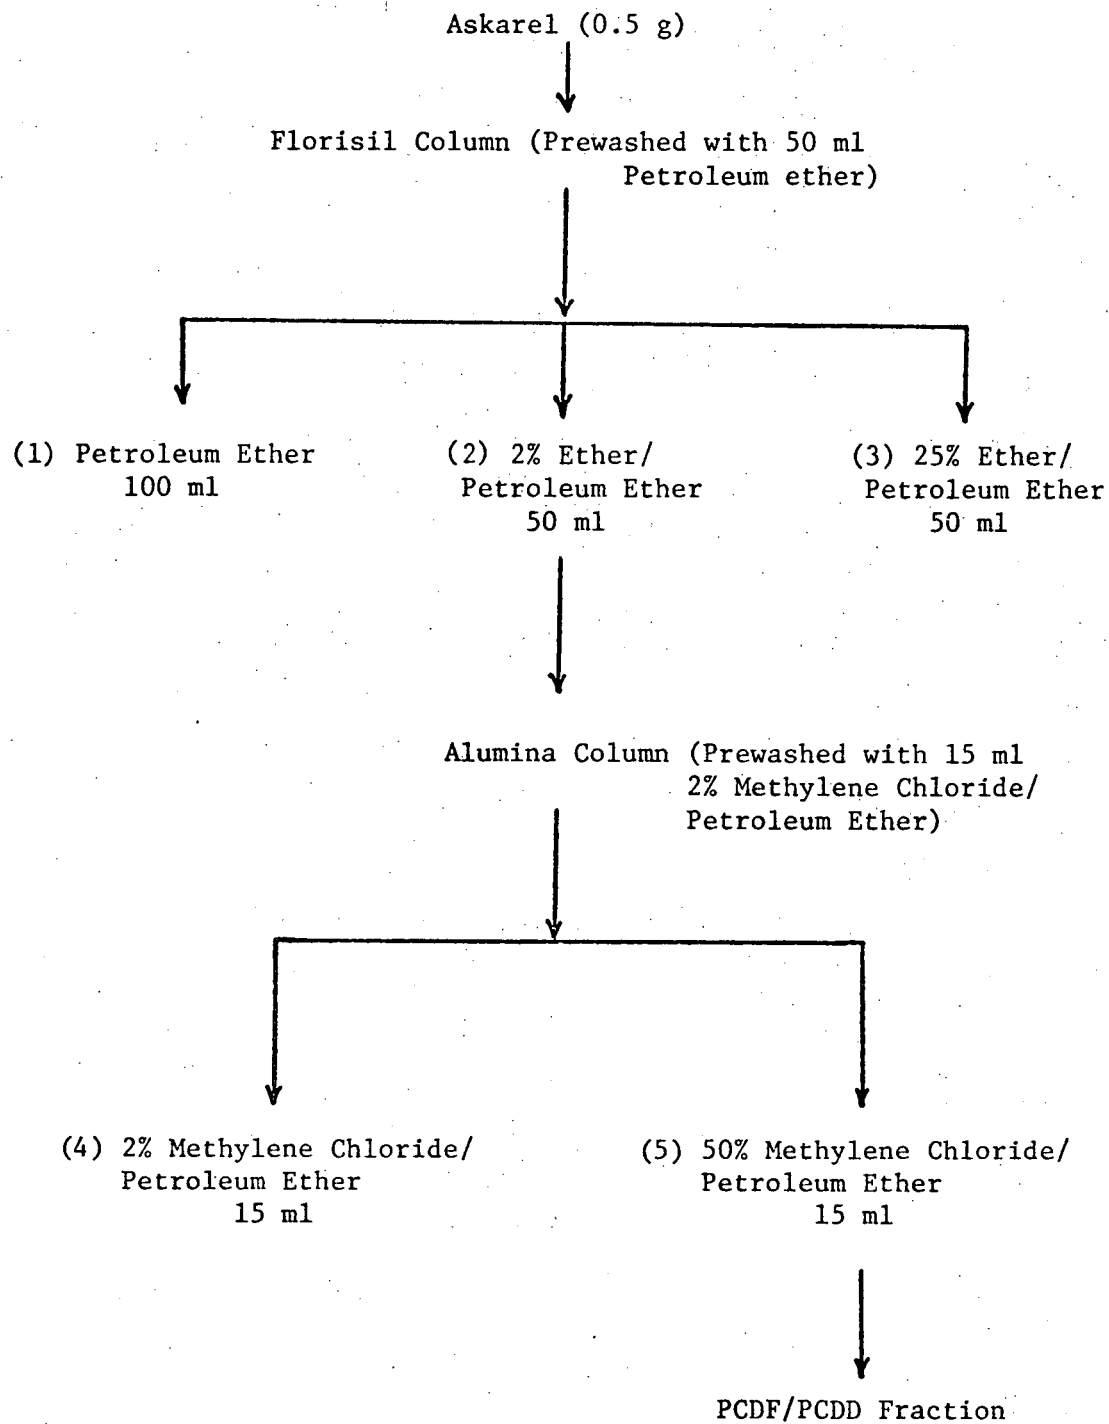 Askarel (0.5 g)
Florisil Column (Prewashed with 50 ml
Petroleum ether)
(1) Petroleum Ether
100 ml
(2) 2% Ether/
Petroleum Ether
50 ml
(3) 25% Ether/
Petroleum Ether
50 ml
Alumina Column (Prewashed with 15 ml
2% Methylene Chloride/
Petroleum Ether)
(4) 2% Methylene Chloride/
Petroleum Ether
15 ml
(5) 50% Methylene Chloride/
Petroleum Ether
15 ml
PCDF/PCDD Fraction